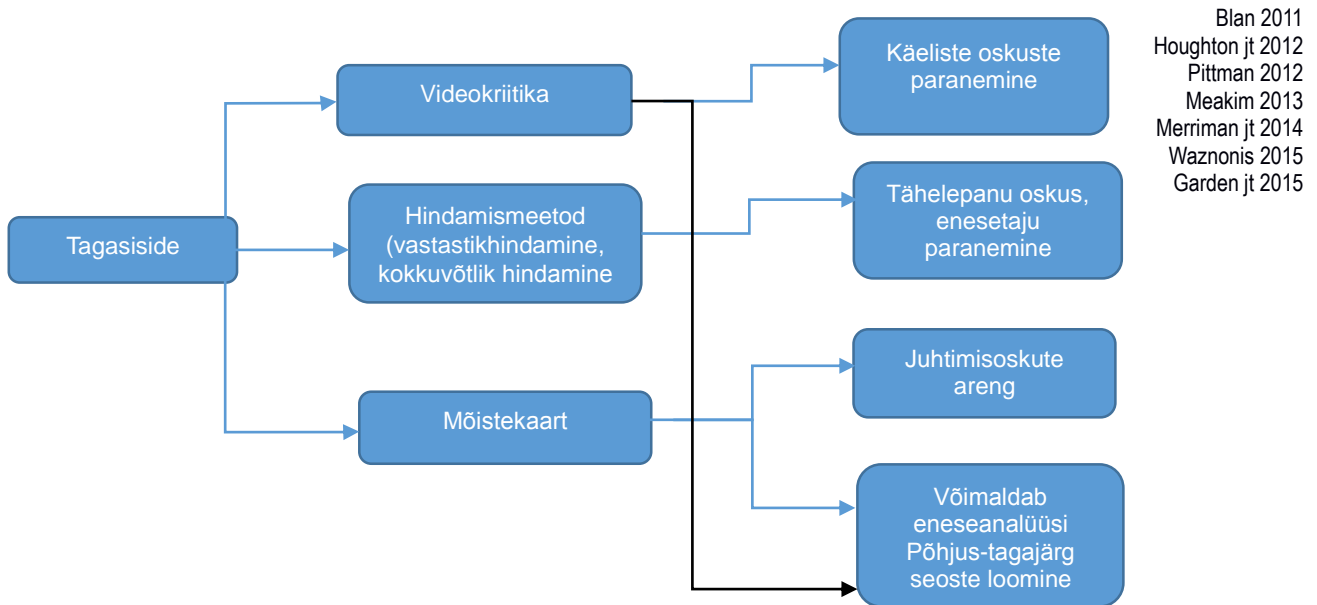 Tagasiside
Videokriitika
Hindamismeetod
(vastastikhindamine,
kokkuvõtlik hindamine
Mõistekaart
Käeliste oskuste
paranemine
Tähelepanu oskus,
enesetaju
paranemine
Juhtimisoskute
areng
Võimaldab
eneseanalüüsi
Põhjus-tagajärg
seoste loomine
Blan 2011
Houghton jt 2012
Pittman 2012
Meakim 2013
Merriman jt 2014
Waznonis 2015
Garden jt 2015